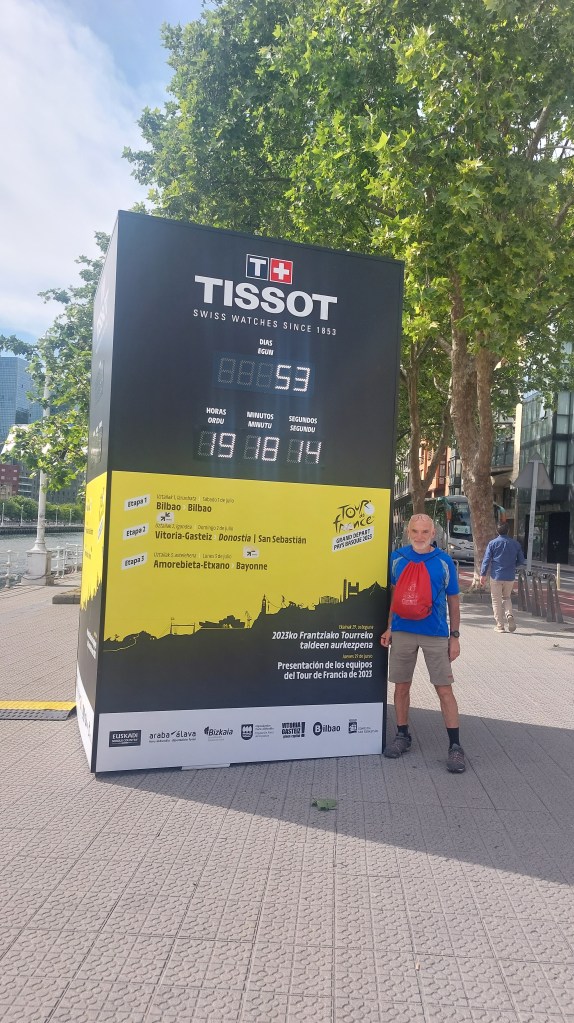 T+
TISSOT
SWISS WATCHES SINCE 1853
DIAS
EGUN
53
HORAS
ORDU
MINUTOS
MINUTU
SEGUNDOS
SEGUNDU
19 18 14
Etapa 1
Bilbao Bilbao
Etapa 2
Vitoria-Gasteiz Donostia | San Sebastián
Etapa 3
Amorebieta-Etxano Bayonne
TOUR
de
FRANCE
GRAND DÉPART
PAYS BASQUE 2023
2023ko Frantziako Tourreko
taldeen aurkezpena
Presentación de los equipos
del Tour de Francia de 2023
EUSKADI
araba álava
Bizkaia
VITORIA
GASTEIZ
Bilbao